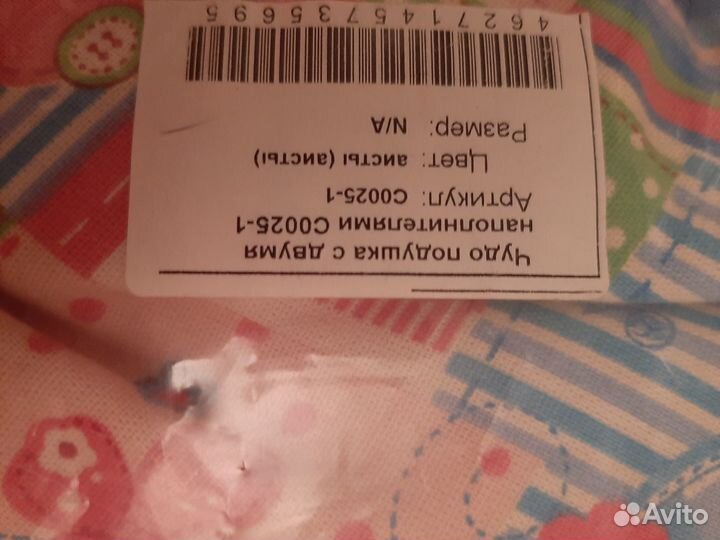 Чудо подушка с двумя
наполнителями С0025-1
Артикул: С0025-1
Цвет: аисты (аисты)
Размер: N/A
4627145735695
Avito